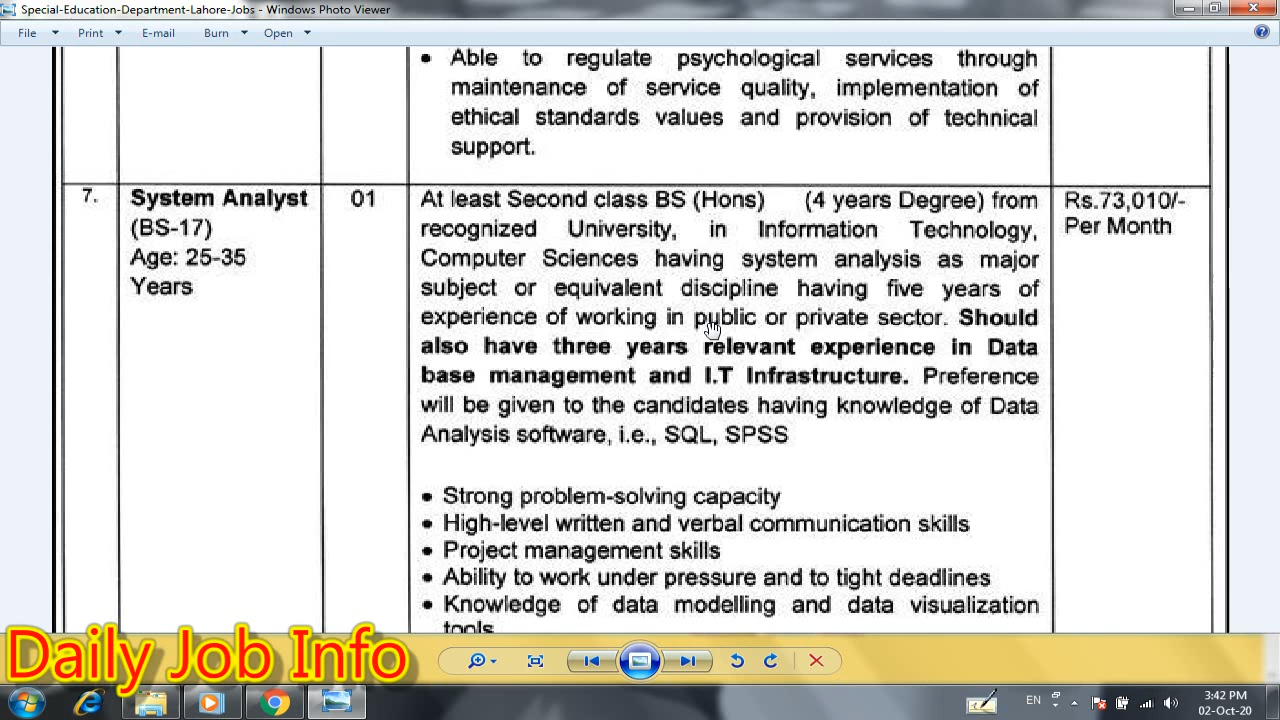 Special-Education-Department-Lahore-Jobs - Windows Photo Viewer
File Print E-mail Burn Open
• Able to regulate psychological services through
maintenance of service quality, implementation of
ethical standards values and provision of technical
support.
7.
System Analyst
(BS-17)
Age: 25-35
Years
01
At least Second class BS (Hons) (4 years Degree) from
recognized University, in Information Technology,
Computer Sciences having system analysis as major
subject or equivalent discipline having five years of
experience of working in public or private sector. Should
also have three years relevant experience in Data
base management and I.T Infrastructure. Preference
will be given to the candidates having knowledge of Data
Analysis software, i.e., SQL, SPSS
• Strong problem-solving capacity
• High-level written and verbal communication skills
• Project management skills
• Ability to work under pressure and to tight deadlines
• Knowledge of data modelling and data visualization
tools
Rs.73,010/-
Per Month
Daily Job Info
EN
3:42 PM
02-Oct-20